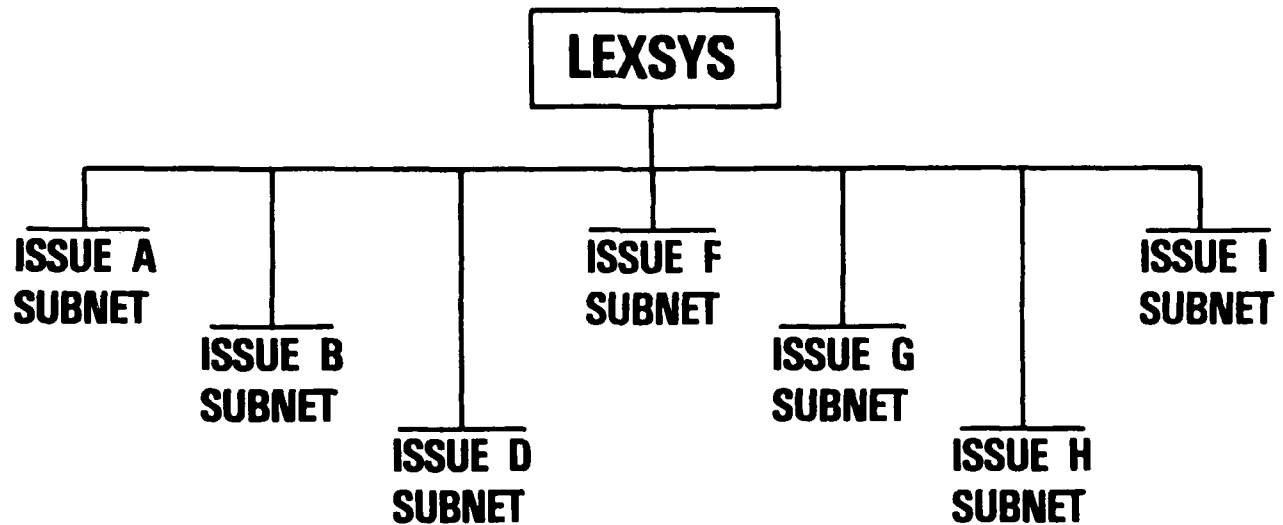 LEXSYS
ISSUE A
SUBNET
ISSUE B
SUBNET
ISSUE D
SUBNET
ISSUE F
SUBNET
ISSUE G
SUBNET
ISSUE H
SUBNET
ISSUE I
SUBNET